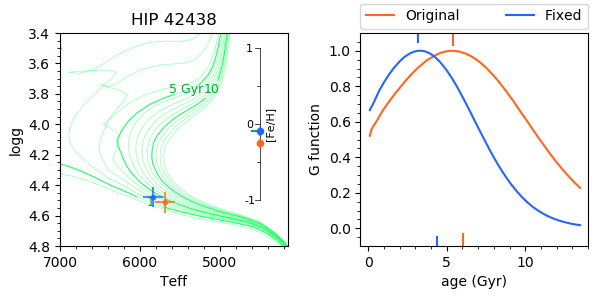 HIP 42438
Original Fixed
3.4
3.6
3.8
4.0
4.2
4.4
4.6
4.8
logg
7000 6000 5000
Teff
5 Gyr 10
1
0
-1
[Fe/H]
1.0
0.8
0.6
0.4
0.2
0.0
G function
0 5 10
age (Gyr)